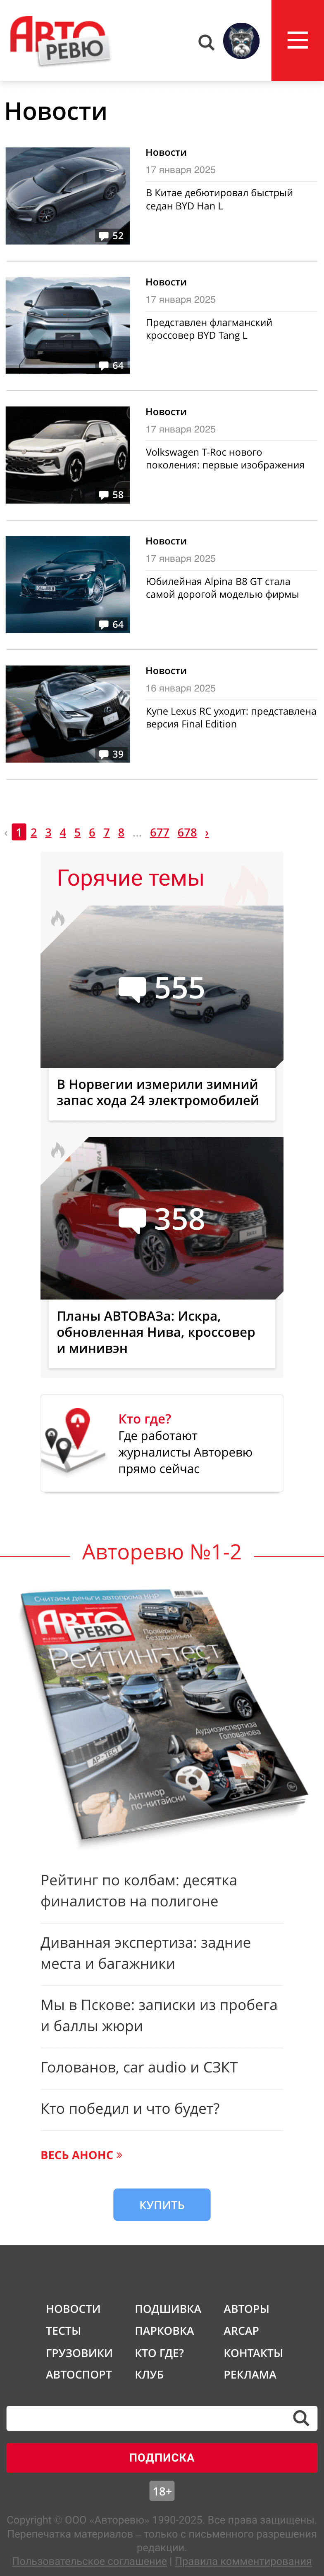 АВТО
РЕВЮ
Новости
Новости
17 января 2025
В Китае дебютировал быстрый
седан BYD Han L
52
Новости
17 января 2025
Представлен флагманский
кроссовер BYD Tang L
64
Новости
17 января 2025
Volkswagen T-Roc нового
поколения: первые изображения
58
Новости
17 января 2025
Юбилейная Alpina B8 GT стала
самой дорогой моделью фирмы
64
Новости
16 января 2025
Купе Lexus RC уходит: представлена
версия Final Edition
39
‹ 1 2 3 4 5 6 7 8 ... 677 678 ›
Горячие темы
555
В Норвегии измерили зимний
запас хода 24 электромобилей
358
Планы АВТОВАЗа: Искра,
обновленная Нива, кроссовер
и минивэн
Кто где?
Где работают
журналисты Авторевю
прямо сейчас
Авторевю №1-2
Считаем деньги автопрома КНР
АВТО
РЕВЮ
Проверка
безопасным
Рейтинг-тест
Аудиоэкспертиза
Голованова
АР-ТЕСТ
Антикор
по-китайски
Рейтинг по колбам: десятка
финалистов на полигоне
Диванная экспертиза: задние
места и багажники
Мы в Пскове: записки из пробега
и баллы жюри
Голованов, car audio и СЗКТ
Кто победил и что будет?
ВЕСЬ АНОНС »
КУПИТЬ
НОВОСТИ ПОДШИВКА АВТОРЫ
ТЕСТЫ ПАРКОВКА ARCAP
ГРУЗОВИКИ КТО ГДЕ? КОНТАКТЫ
АВТОСПОРТ КЛУБ РЕКЛАМА
ПОДПИСКА
18+
Copyright © ООО «Авторевю» 1990-2025. Все права защищены.
Перепечатка материалов – только с письменного разрешения
редакции.
Пользовательское соглашение | Правила комментирования